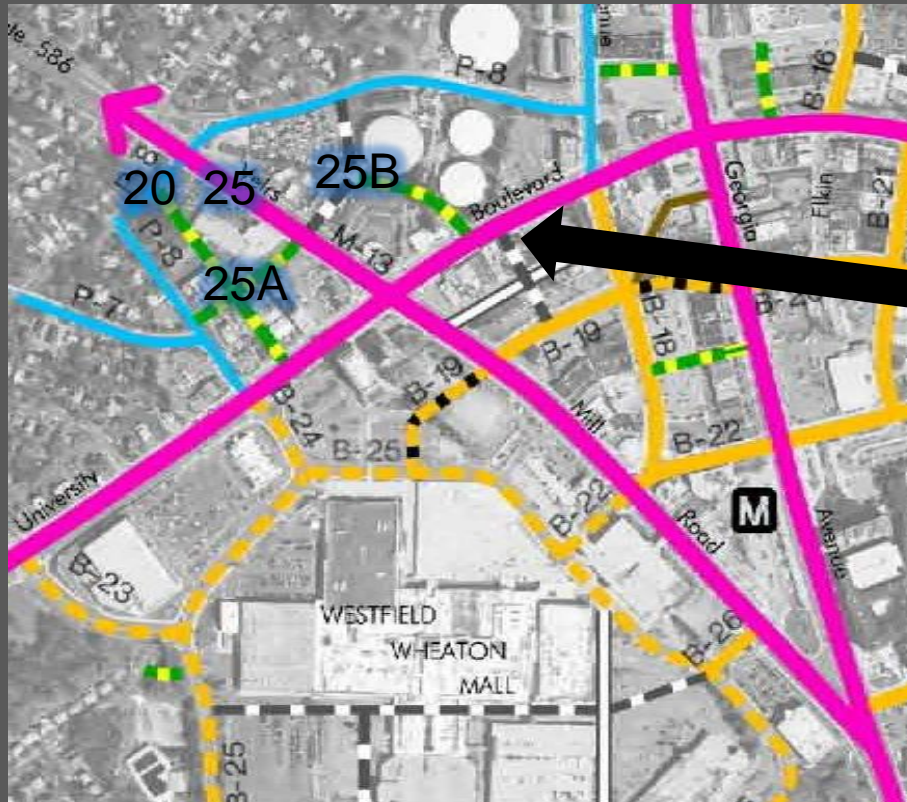 586
P-8
B-16
20
25
25B
Boulevard
Georgia
Elkin
B-21
P-8
M-13
25A
P-7
B-18
B-19
B-19
B-24
Mill
B-22
B-25
University
B-22
Road
M
Avenue
B-23
WESTFIELD
WHEATON
MALL
B-26
B-25